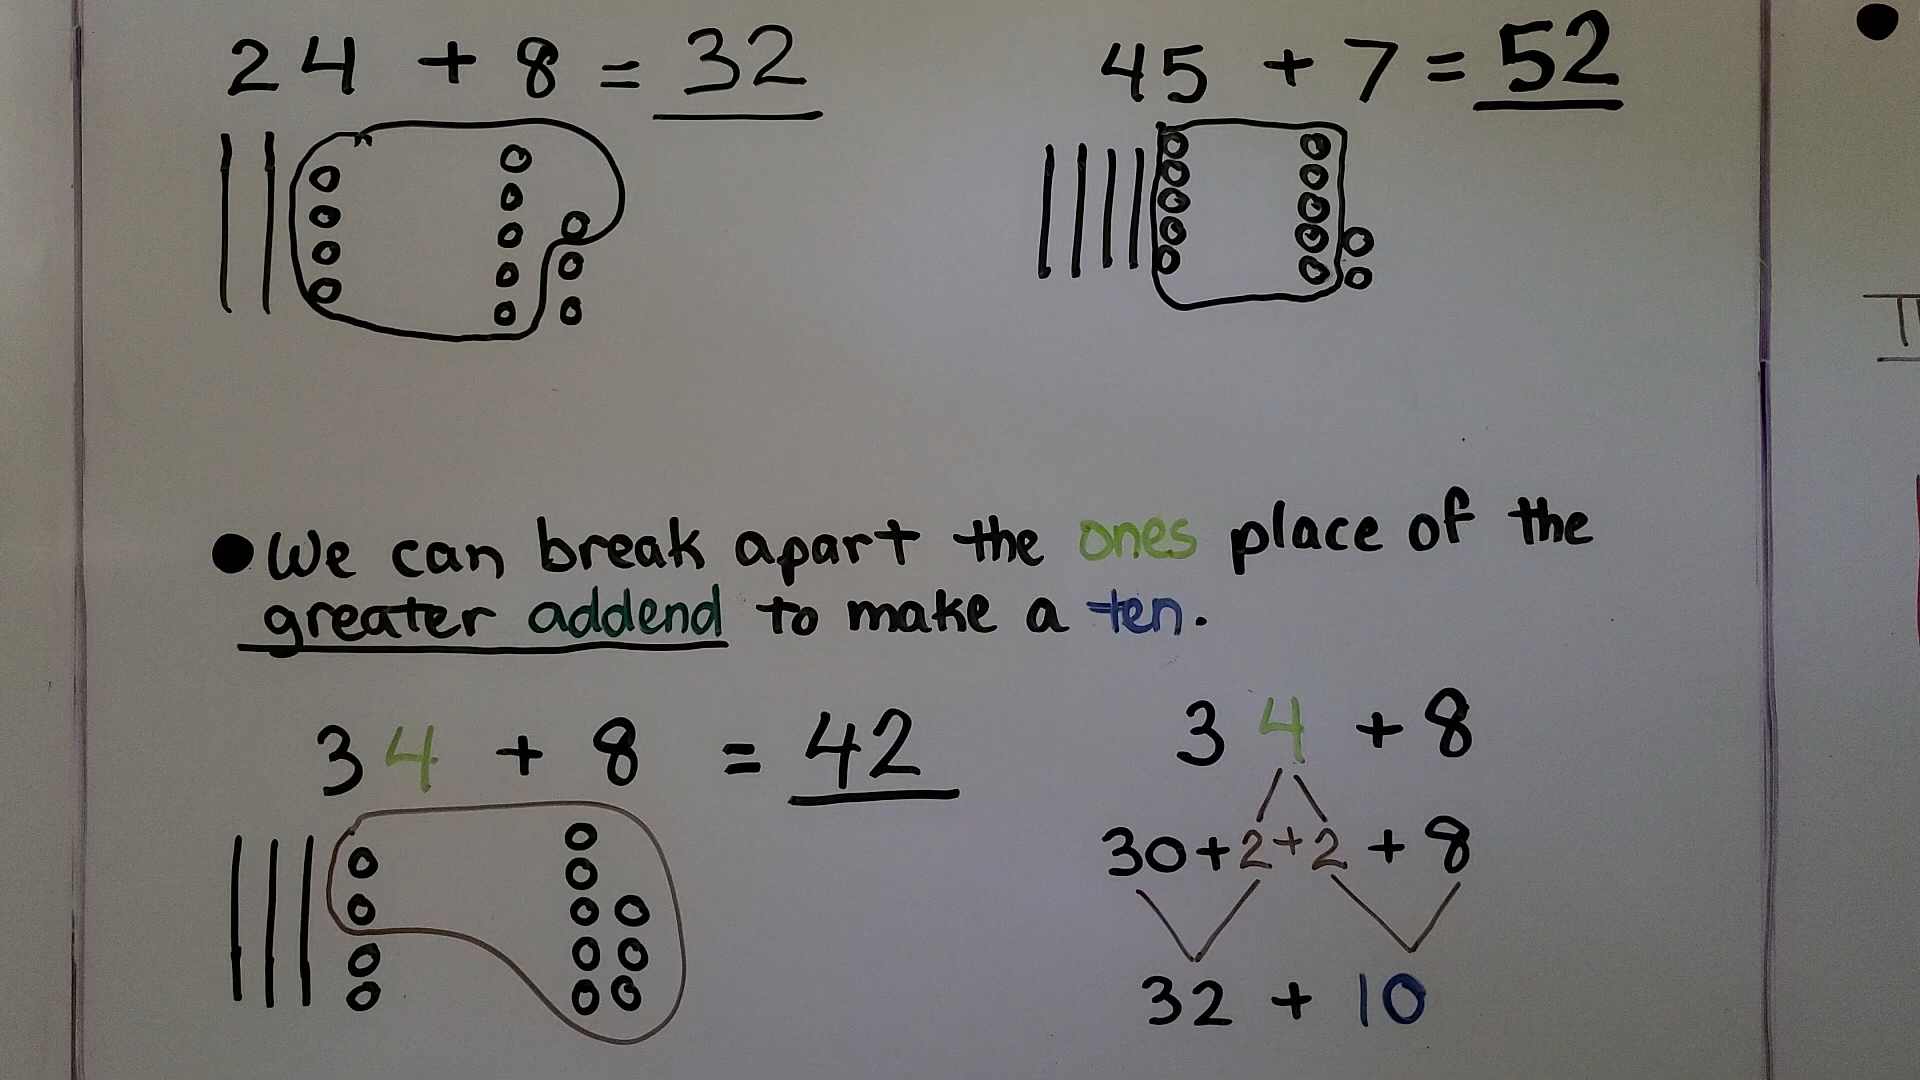 24 + 8 = 32
45 + 7 = 52
● We can break apart the ones place of the
greater addend to make a ten.
34 + 8 = 42
34 + 8
30 + 2 + 2 + 8
32 + 10